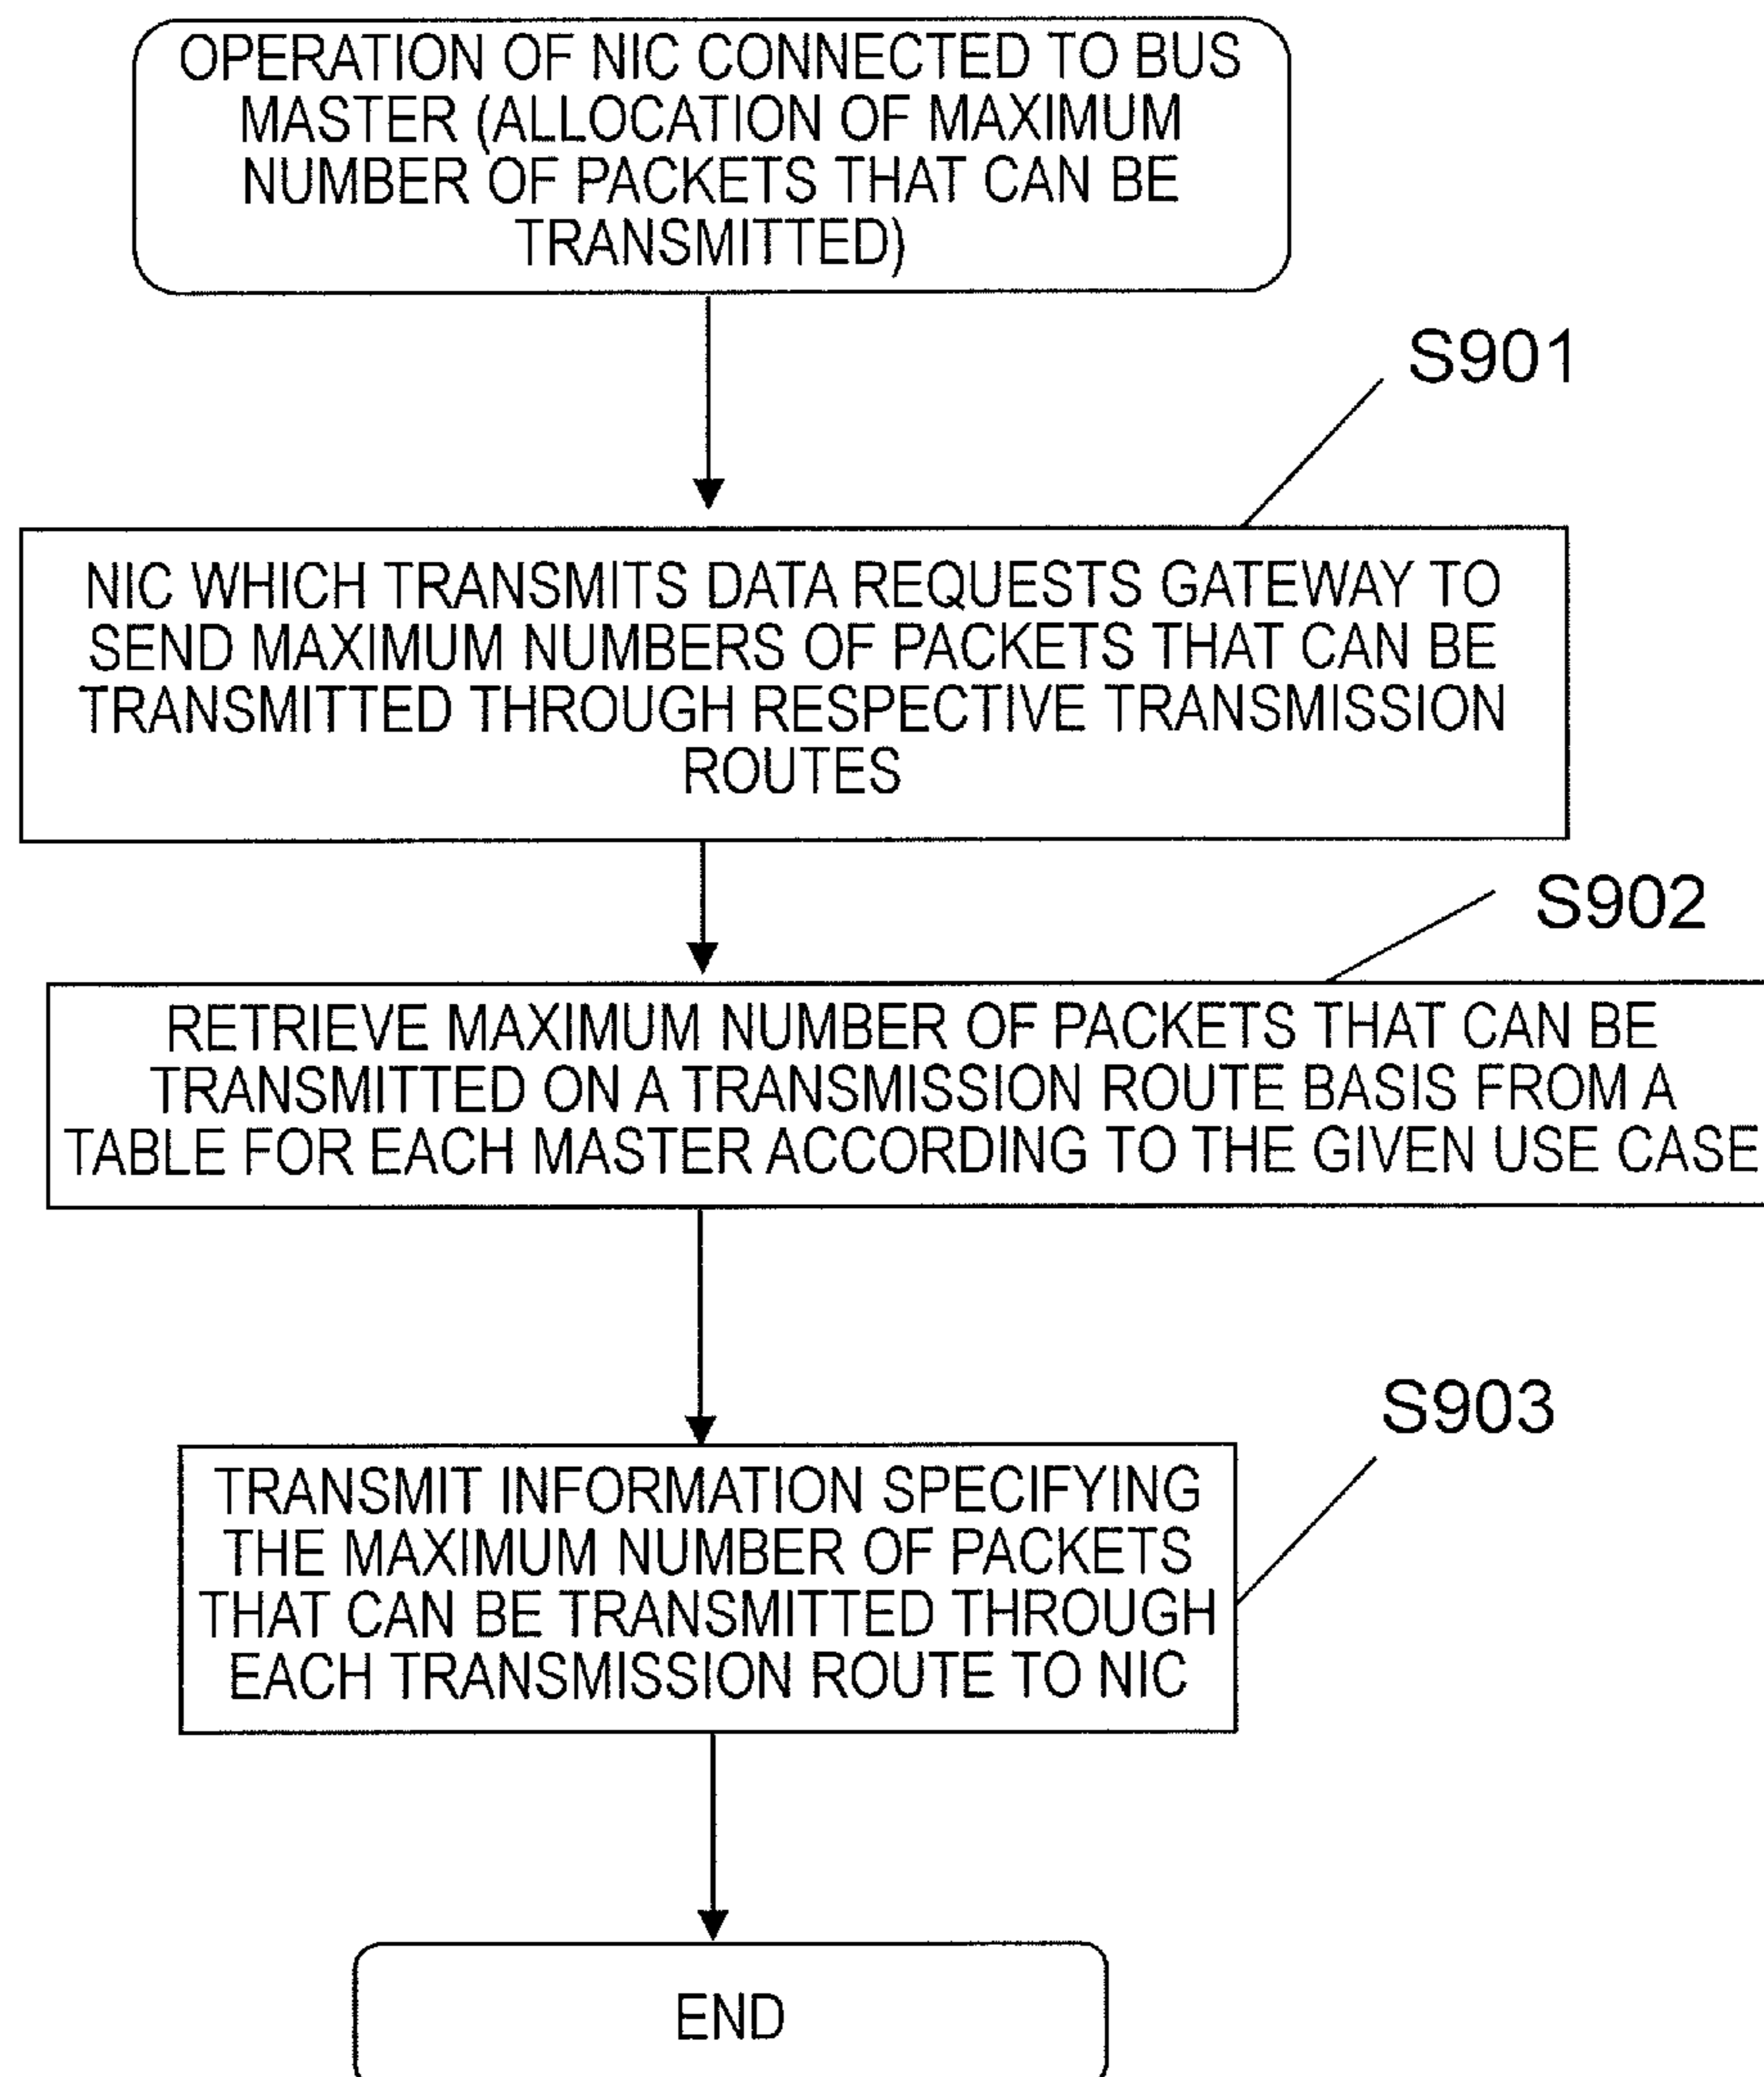 OPERATION OF NIC CONNECTED TO BUS
MASTER (ALLOCATION OF MAXIMUM
NUMBER OF PACKETS THAT CAN BE
TRANSMITTED)
S901
NIC WHICH TRANSMITS DATA REQUESTS GATEWAY TO
SEND MAXIMUM NUMBERS OF PACKETS THAT CAN BE
TRANSMITTED THROUGH RESPECTIVE TRANSMISSION
ROUTES
S902
RETRIEVE MAXIMUM NUMBER OF PACKETS THAT CAN BE
TRANSMITTED ON A TRANSMISSION ROUTE BASIS FROM A
TABLE FOR EACH MASTER ACCORDING TO THE GIVEN USE CASE
S903
TRANSMIT INFORMATION SPECIFYING
THE MAXIMUM NUMBER OF PACKETS
THAT CAN BE TRANSMITTED THROUGH
EACH TRANSMISSION ROUTE TO NIC
END